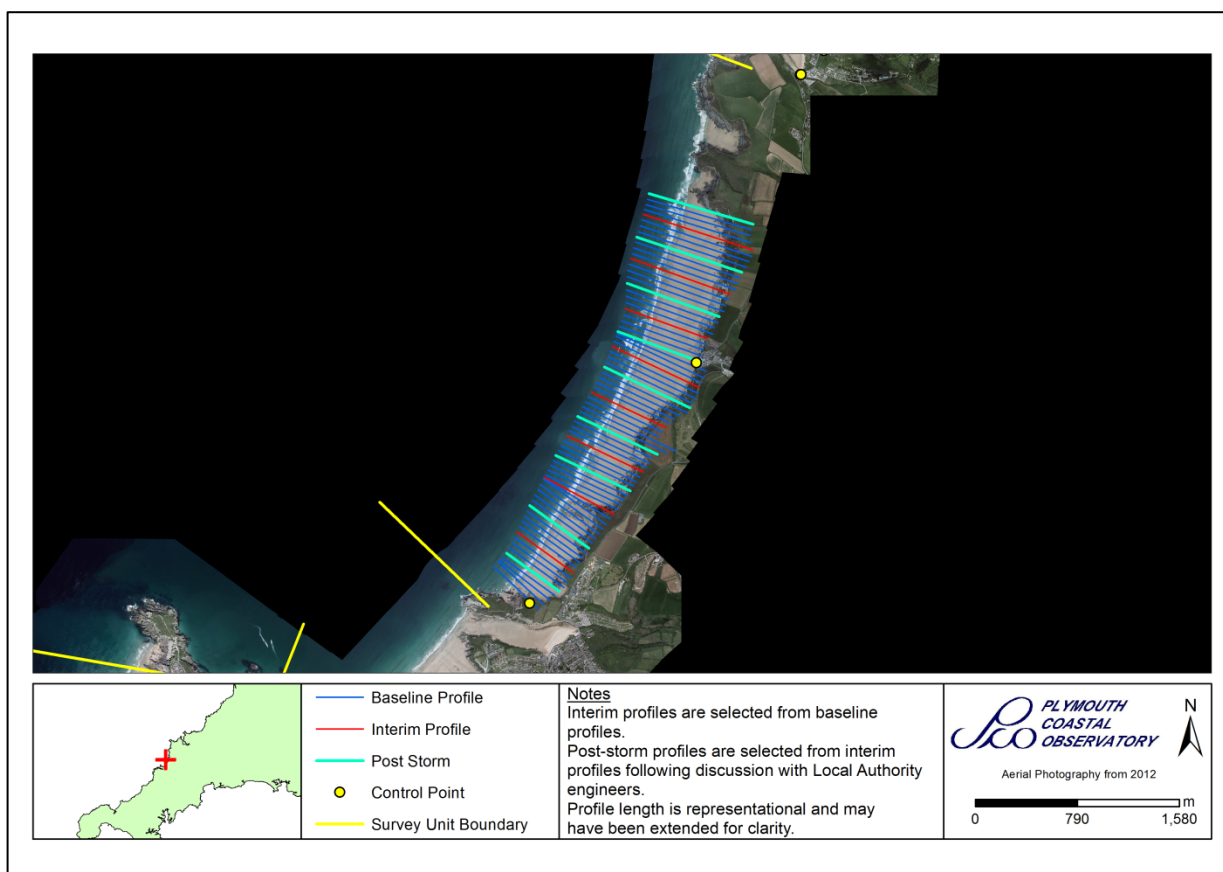 Baseline Profile
Interim Profile
Post Storm
Control Point
Survey Unit Boundary
Notes
Interim profiles are selected from baseline
profiles.
Post-storm profiles are selected from interim
profiles following discussion with Local Authority
engineers.
Profile length is representational and may
have been extended for clarity.
PLYMOUTH
COASTAL
OBSERVATORY
N
Aerial Photography from 2012
m
0 790 1,580